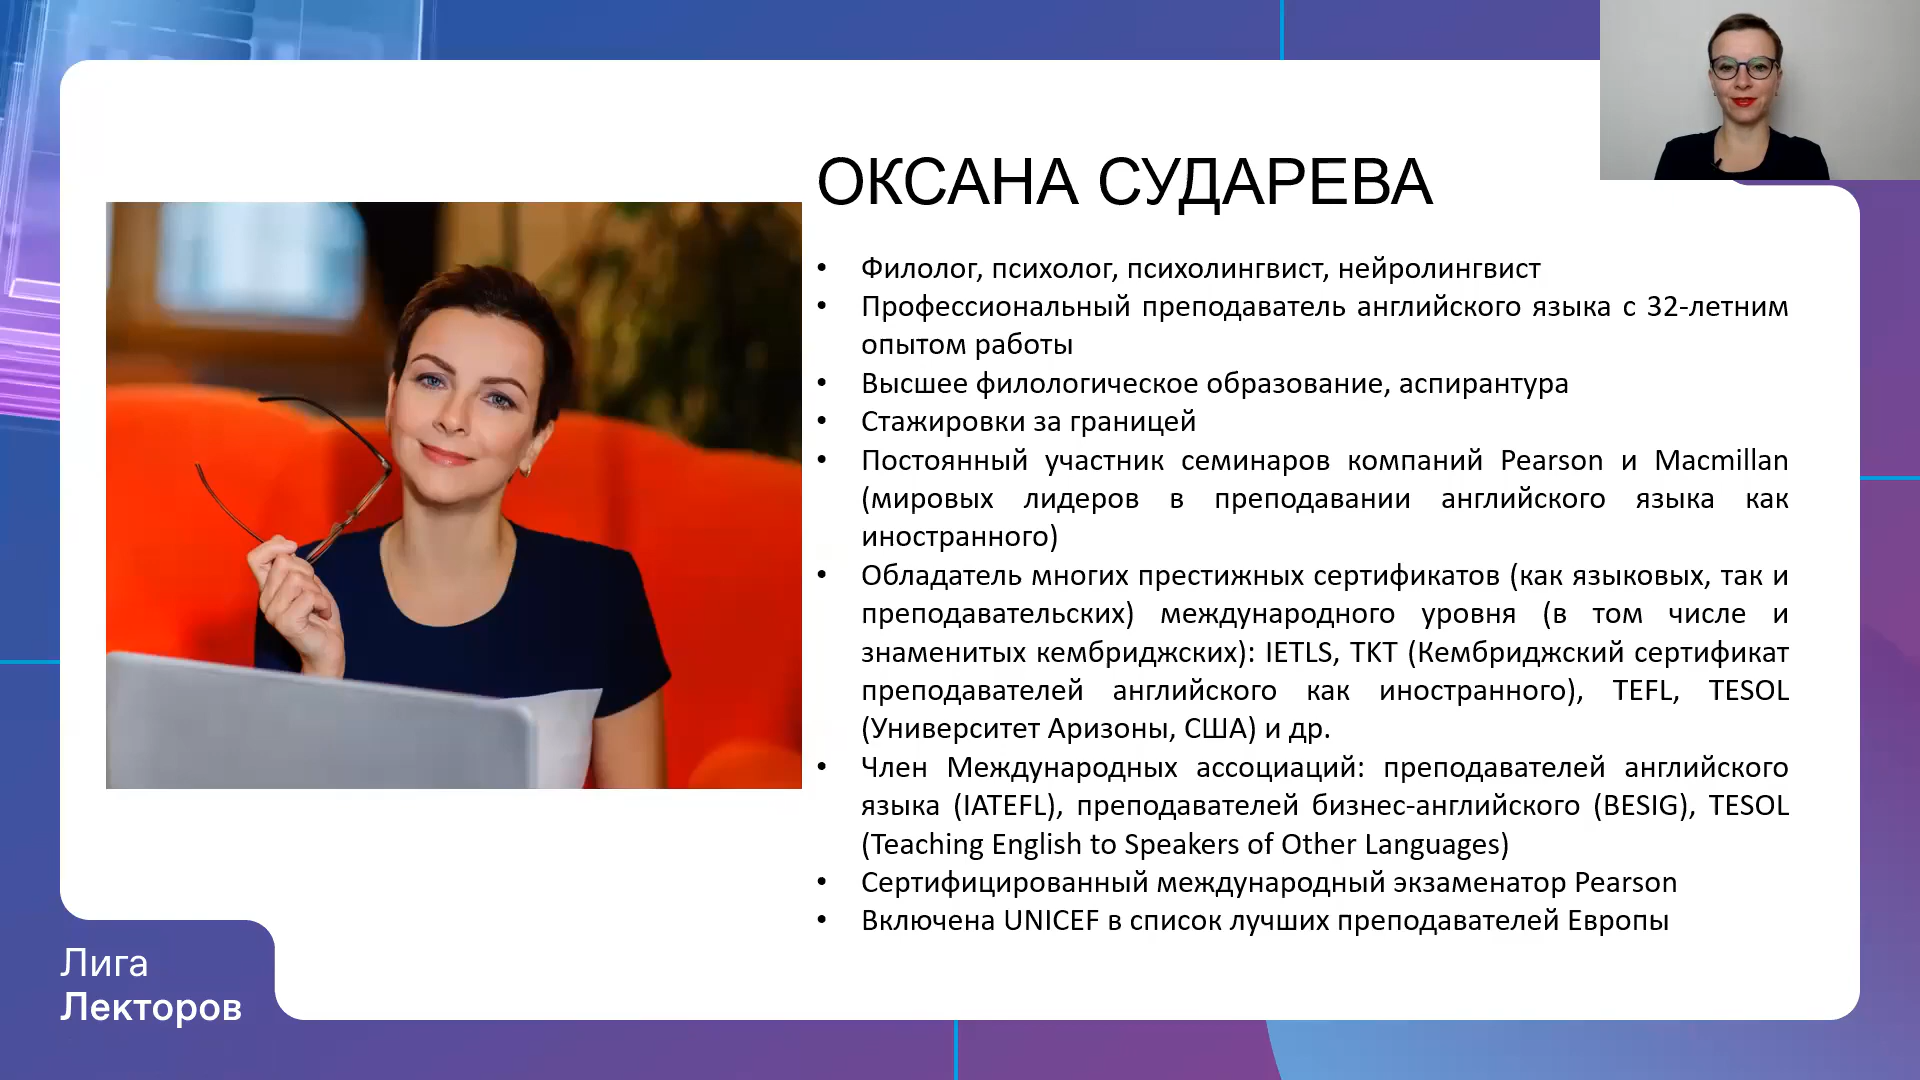 ОКСАНА СУДАРЕВА
• Филолог, психолог, психолингвист, нейролингвист
• Профессиональный преподаватель английского языка с 32-летним
опытом работы
• Высшее филологическое образование, аспирантура
• Стажировки за границей
• Постоянный участник семинаров компаний Pearson и Macmillan
(мировых лидеров в преподавании английского языка как
иностранного)
• Обладатель многих престижных сертификатов (как языковых, так и
преподавательских) международного уровня (в том числе и
знаменитых кембриджских): IETLS, TKT (Кембриджский сертификат
преподавателей английского как иностранного), TEFL, TESOL
(Университет Аризоны, США) и др.
• Член Международных ассоциаций: преподавателей английского
языка (IATEFL), преподавателей бизнес-английского (BESIG), TESOL
(Teaching English to Speakers of Other Languages)
• Сертифицированный международный экзаменатор Pearson
• Включена UNICEF в список лучших преподавателей Европы
Лига
Лекторов